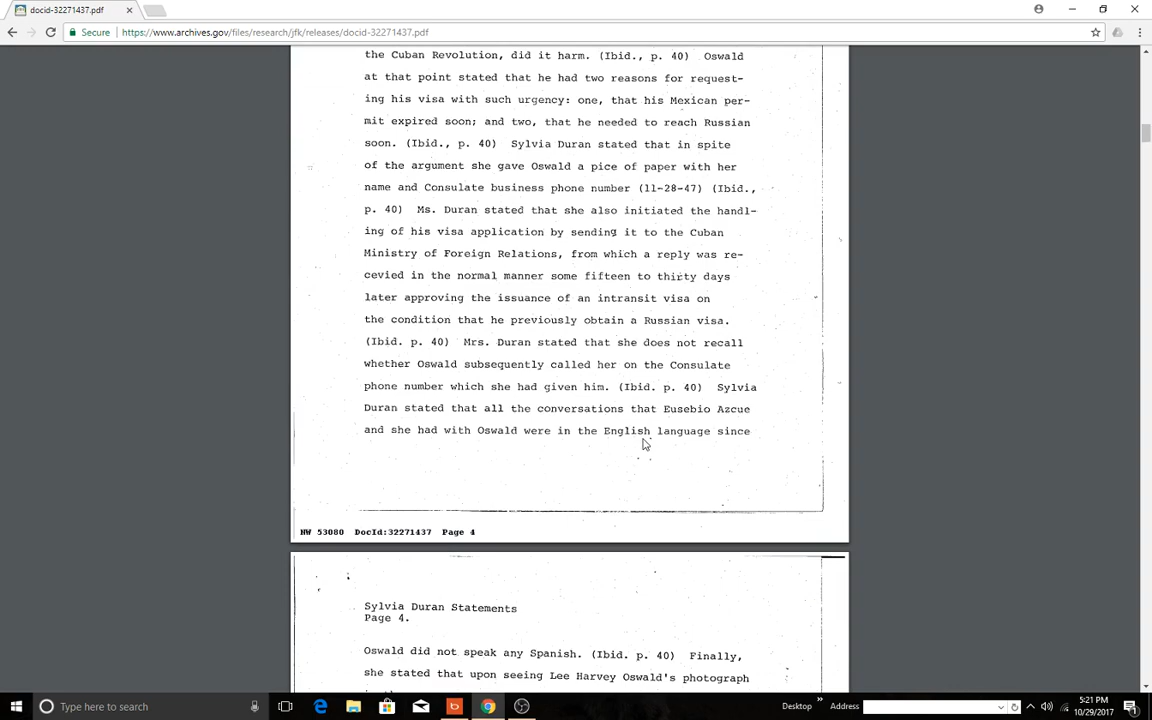 docid-32271437.pdf
Secure
https://www.archives.gov/files/research/jfk/releases/docid-32271437.pdf
the Cuban Revolution, did it harm. (Ibid., p. 40) Oswald
at that point stated that he had two reasons for request-
ing his visa with such urgency: one, that his Mexican per-
mit expired soon; and two, that he needed to reach Russian
soon. (Ibid., p. 40) Sylvia Duran stated that in spite
of the argument she gave Oswald a pice of paper with her
name and Consulate business phone number (11-28-47) (Ibid.,
p. 40) Ms. Duran stated that she also initiated the handl-
ing of his visa application by sending it to the Cuban
Ministry of Foreign Relations, from which a reply was re-
cevied in the normal manner some fifteen to thirty days
later approving the issuance of an intransit visa on
the condition that he previously obtain a Russian visa.
(Ibid. p. 40) Mrs. Duran stated that she does not recall
whether Oswald subsequently called her on the Consulate
phone number which she had given him. (Ibid. p. 40) Sylvia
Duran stated that all the conversations that Eusebio Azcue
and she had with Oswald were in the English language since
NW 53080 DocId:32271437 Page 4
Sylvia Duran Statements
Page 4.
Oswald did not speak any Spanish. (Ibid. p. 40) Finally,
she stated that upon seeing Lee Harvey Oswald's photograph
Type here to search
Desktop
Address
5:21 PM
10/29/2017